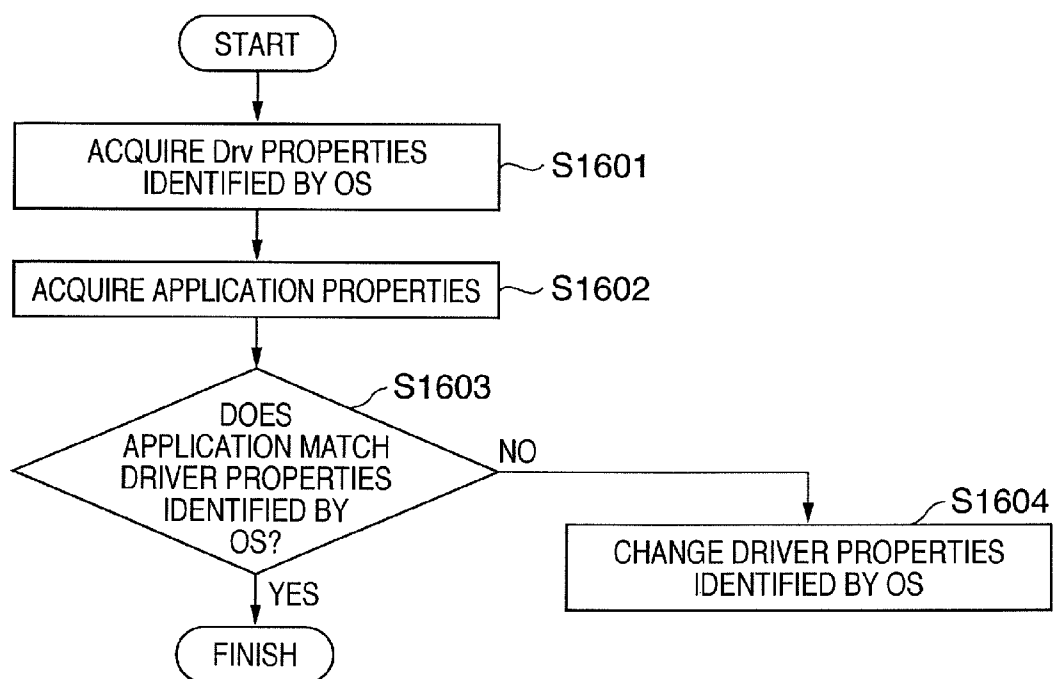 START
ACQUIRE Drv PROPERTIES
IDENTIFIED BY OS
S1601
ACQUIRE APPLICATION PROPERTIES
S1602
S1603
DOES
APPLICATION MATCH
DRIVER PROPERTIES
IDENTIFIED BY
OS?
NO
S1604
CHANGE DRIVER PROPERTIES
IDENTIFIED BY OS
YES
FINISH